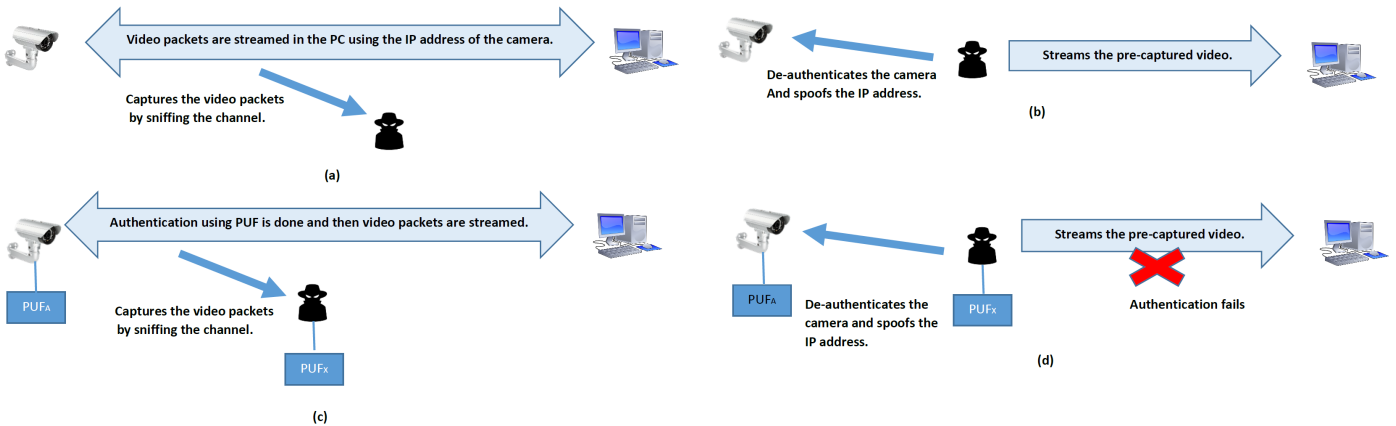 Video packets are streamed in the PC using the IP address of the camera.
Captures the video packets
by sniffing the channel.
(a)
De-authenticates the camera
And spoofs the IP address.
Streams the pre-captured video.
(b)
Authentication using PUF is done and then video packets are streamed.
PUFA
Captures the video packets
by sniffing the channel.
PUFX
(c)
Streams the pre-captured video.
PUFA
De-authenticates the
camera and spoofs the
IP address.
PUFX
Authentication fails
(d)